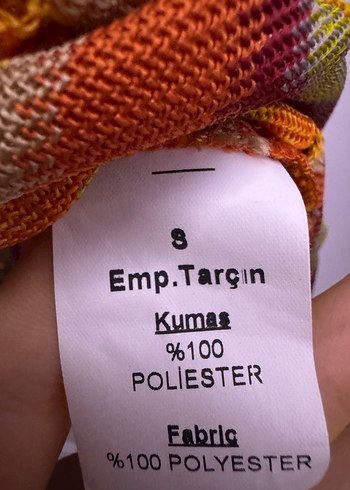 S
Emp.Tarçın
Kumaş
%100
POLİESTER
Fabric
%100 POLYESTER